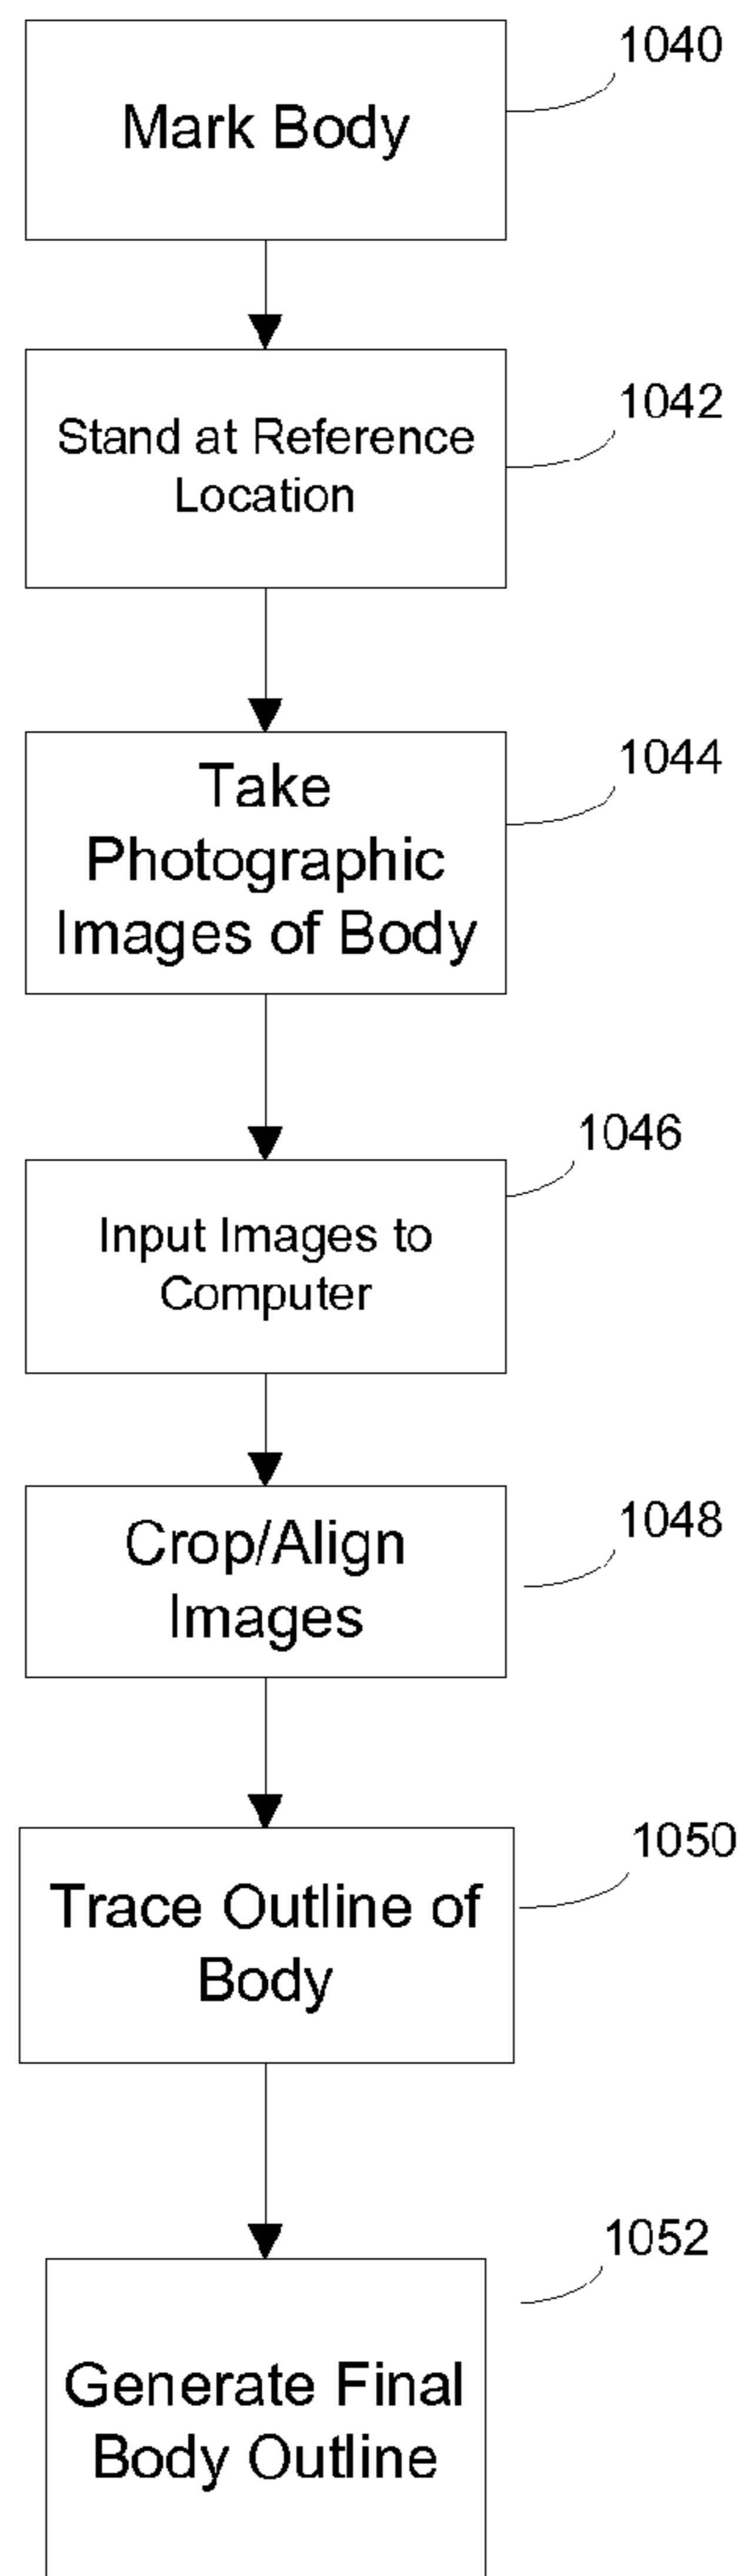 1040
Mark Body
1042
Stand at Reference
Location
1044
Take
Photographic
Images of Body
1046
Input Images to
Computer
1048
Crop/Align
Images
1050
Trace Outline of
Body
1052
Generate Final
Body Outline